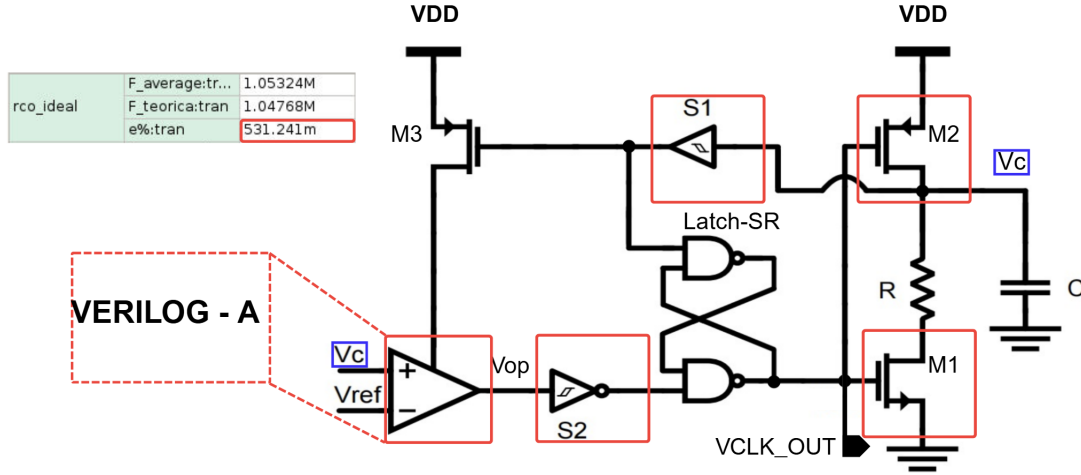 VDD
VDD
rco_ideal
F_average:tr... 1.05324M
F_teorica:tran 1.04768M
e%:tran 531.241m
S1
M3
M2
Vc
Latch-SR
R
C
VERILOG - A
Vc
Vop
M1
Vref
S2
VCLK_OUT